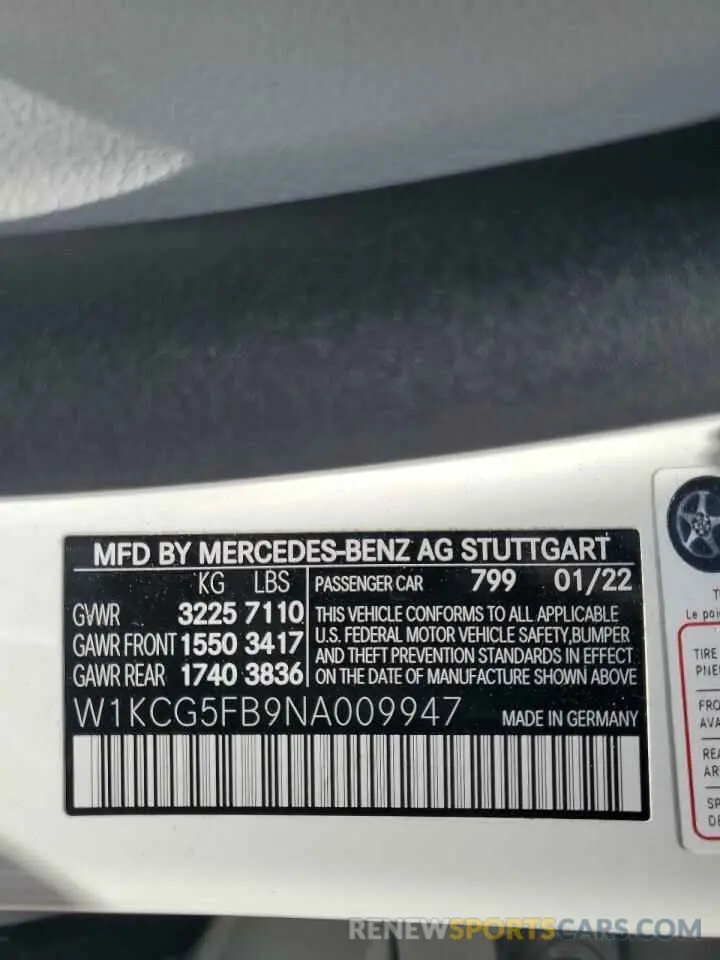 MFD BY MERCEDES-BENZ AG STUTTGART
KG LBS
GVWR 3225 7110
GAWR FRONT 1550 3417
GAWR REAR 1740 3836
PASSENGER CAR 799 01/22
THIS VEHICLE CONFORMS TO ALL APPLICABLE
U.S. FEDERAL MOTOR VEHICLE SAFETY,BUMPER
AND THEFT PREVENTION STANDARDS IN EFFECT
ON THE DATE OF MANUFACTURE SHOWN ABOVE
W1KCG5FB9NA009947 MADE IN GERMANY
Le
TIRE
RENEWSPORTSCARS.COM